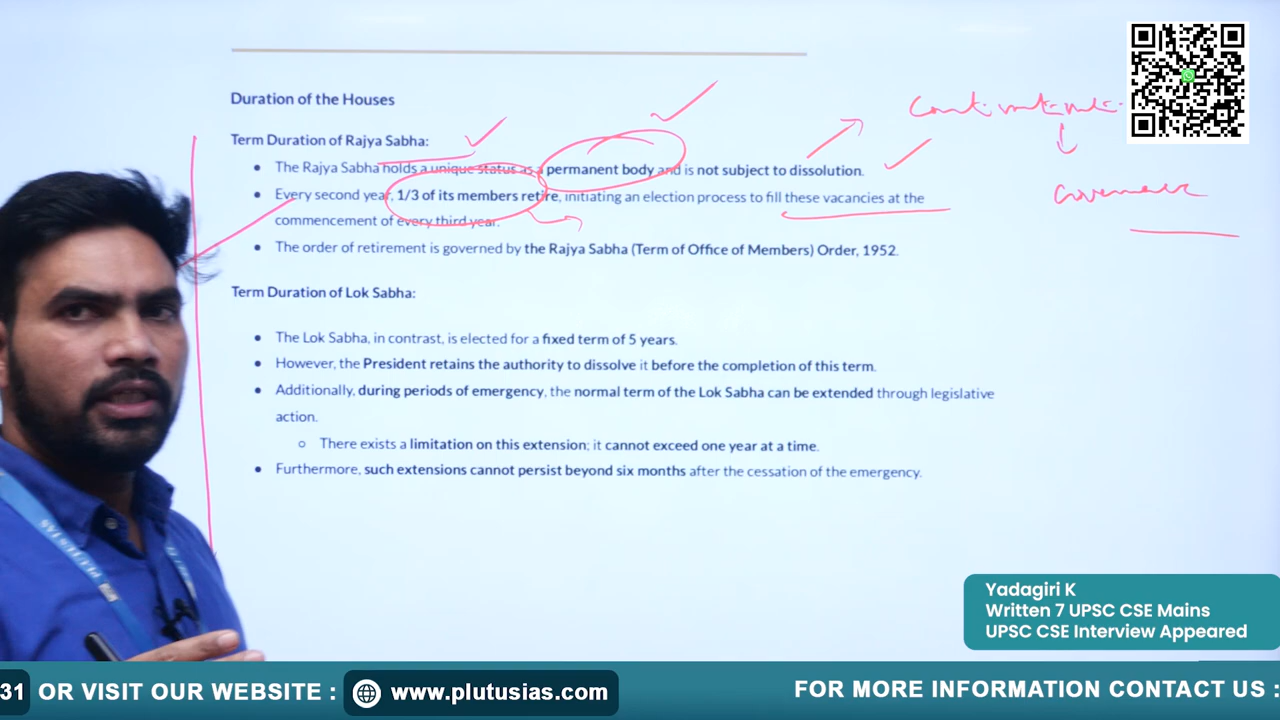 Duration of the Houses
Term Duration of Rajya Sabha:
• The Rajya Sabha holds a unique status as a permanent body and is not subject to dissolution.
• Every second year, 1/3 of its members retire, initiating an election process to fill these vacancies at the
commencement of every third year.
• The order of retirement is governed by the Rajya Sabha (Term of Office of Members) Order, 1952.
Term Duration of Lok Sabha:
• The Lok Sabha, in contrast, is elected for a fixed term of 5 years.
• However, the President retains the authority to dissolve it before the completion of this term.
• Additionally, during periods of emergency, the normal term of the Lok Sabha can be extended through legislative
action.
○ There exists a limitation on this extension; it cannot exceed one year at a time.
• Furthermore, such extensions cannot persist beyond six months after the cessation of the emergency.
PLUTUS IAS
Yadagiri K
Written 7 UPSC CSE Mains
UPSC CSE Interview Appeared
31 OR VISIT OUR WEBSITE : www.plutusias.com FOR MORE INFORMATION CONTACT US :